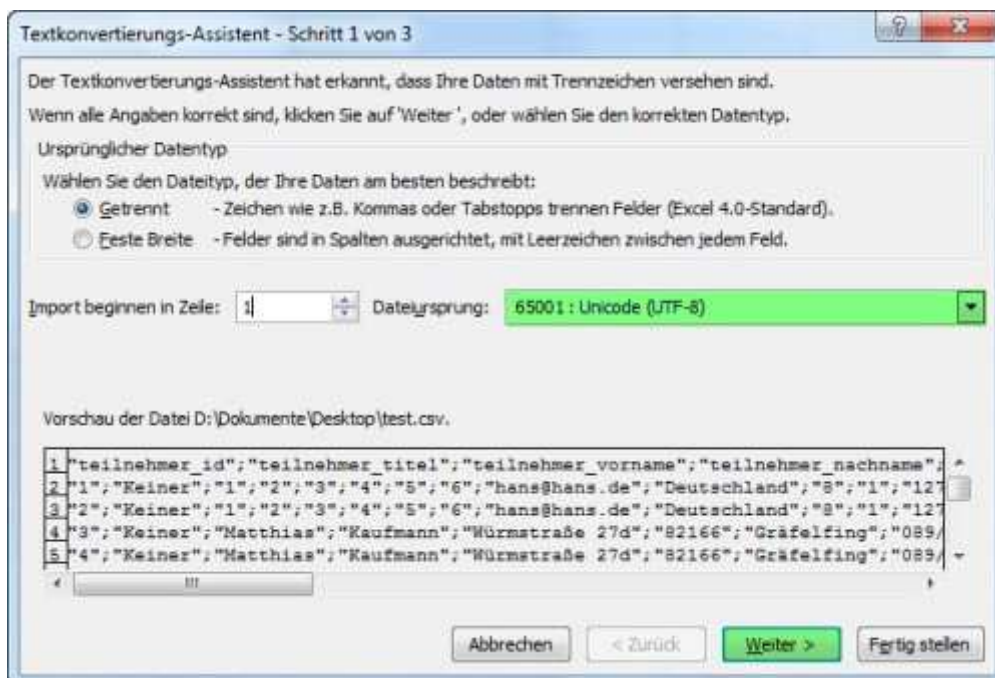 Textkonvertierungs-Assistent - Schritt 1 von 3
Der Textkonvertierungs-Assistent hat erkannt, dass Ihre Daten mit Trennzeichen versehen sind.
Wenn alle Angaben korrekt sind, klicken Sie auf 'Weiter ', oder wählen Sie den korrekten Datentyp.
Ursprünglicher Datentyp
Wählen Sie den Dateityp, der Ihre Daten am besten beschreibt:
Getrennt - Zeichen wie z.B. Kommas oder Tabstopps trennen Felder (Excel 4.0-Standard).
Feste Breite - Felder sind in Spalten ausgerichtet, mit Leerzeichen zwischen jedem Feld.
Import beginnen in Zeile: 1 Dateiursprung: 65001 : Unicode (UTF-8)
Vorschau der Datei D:\Dokumente\Desktop\test.csv.
1 "teilnehmer_id";"teilnehmer_titel";"teilnehmer_vorname";"teilnehmer_nachname";
2 "1";"Keiner";"1";"2";"3";"4";"5";"6";"hans@hans.de";"Deutschland";"8";"1";"127
3 "2";"Keiner";"1";"2";"3";"4";"5";"6";"hans@hans.de";"Deutschland";"8";"1";"127
4 "3";"Keiner";"Matthias";"Kaufmann";"Würmstraße 27d";"82166";"Gräfelfing";"089/
5 "4";"Keiner";"Matthias";"Kaufmann";"Würmstraße 27d";"82166";"Gräfelfing";"089/
Abbrechen < Zurück Weiter > Fertig stellen